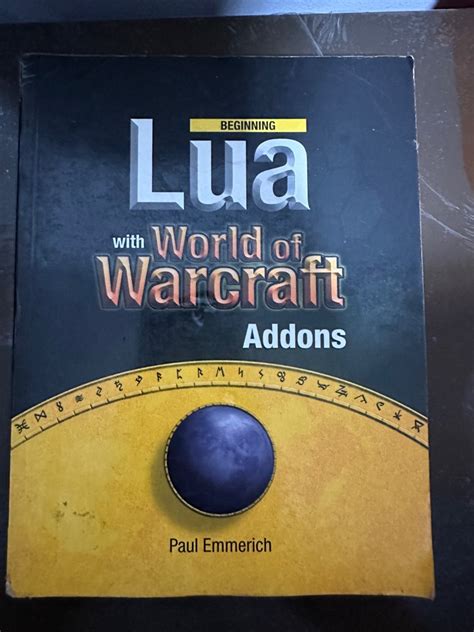 BEGINNING
Lua
with World of
Warcraft
Addons
Paul Emmerich